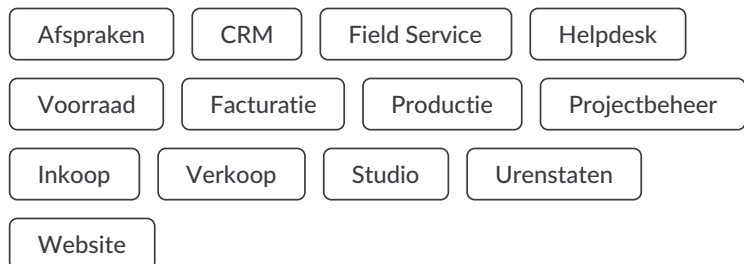 Afspraken CRM Field Service Helpdesk
Voorraad Facturatie Productie Projectbeheer
Inkoop Verkoop Studio Urenstaten
Website